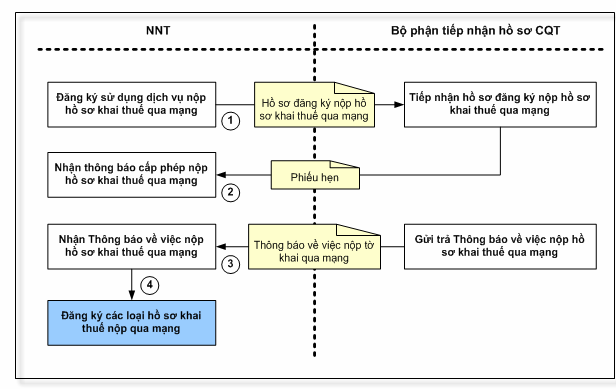 NNT
Bộ phận tiếp nhận hồ sơ CQT
Đăng ký sử dụng dịch vụ nộp
hồ sơ khai thuế qua mạng
1
Hồ sơ đăng ký nộp hồ
sơ khai thuế qua mạng
Tiếp nhận hồ sơ đăng ký nộp hồ sơ
khai thuế qua mạng
Nhận thông báo cấp phép nộp
hồ sơ khai thuế qua mạng
2
Phiếu hẹn
Nhận Thông báo về việc nộp
hồ sơ khai thuế qua mạng
3
Thông báo về việc nộp tờ
khai qua mạng
Gửi trả Thông báo về việc nộp hồ
sơ khai thuế qua mạng
4
Đăng ký các loại hồ sơ khai
thuế nộp qua mạng